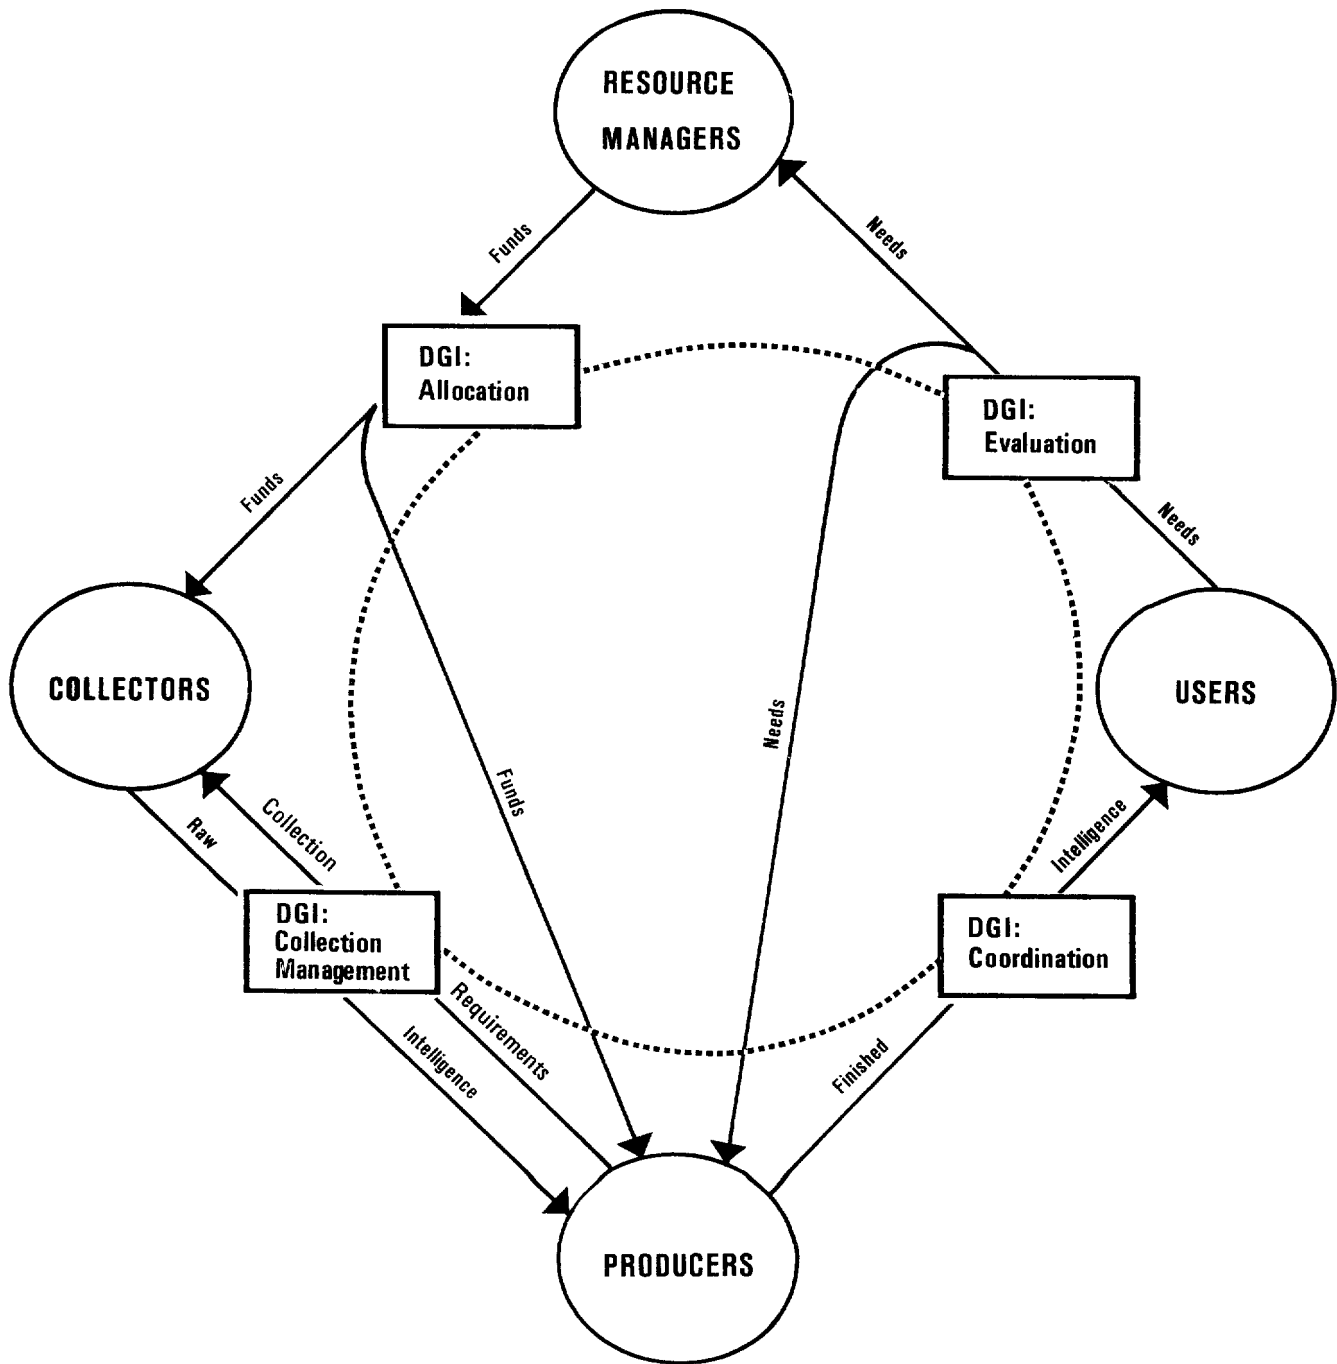 RESOURCE
MANAGERS
Funds
Needs
DGI:
Allocation
DGI:
Evaluation
Funds
Needs
COLLECTORS
USERS
Needs
Funds
Raw
Collection
Intelligence
DGI:
Collection
Management
DGI:
Coordination
Requirements
Intelligence
Finished
PRODUCERS